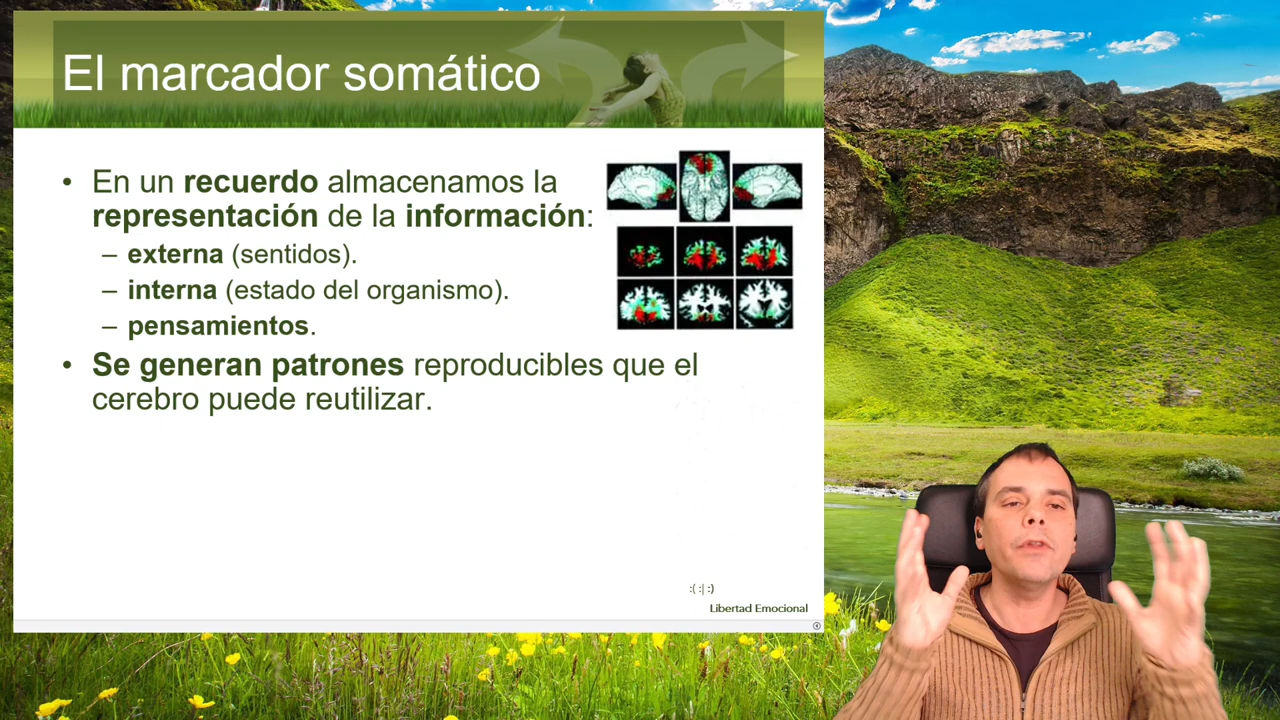 El marcador somático
• En un recuerdo almacenamos la
representación de la información:
– externa (sentidos).
– interna (estado del organismo).
– pensamientos.
• Se generan patrones reproducibles que el
cerebro puede reutilizar.
:( :| :)
Libertad Emocional